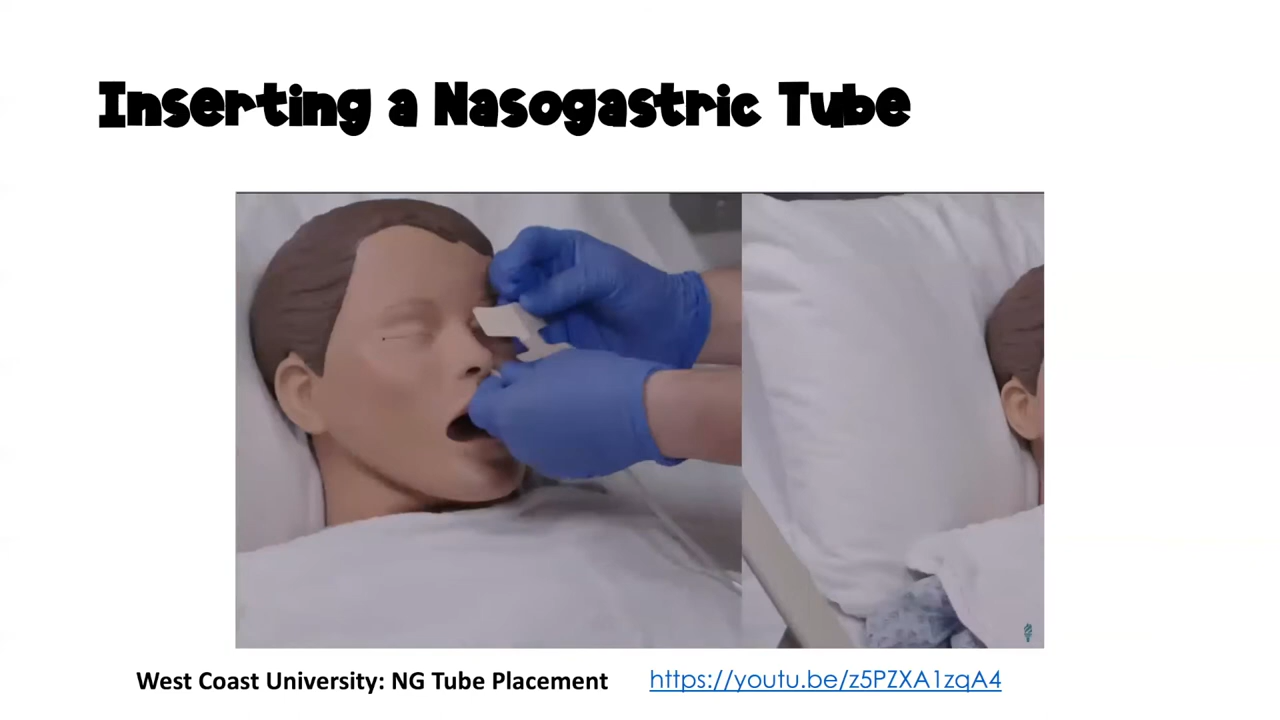 Inserting a Nasogastric Tube
West Coast University: NG Tube Placement https://youtu.be/z5PZXA1zqA4